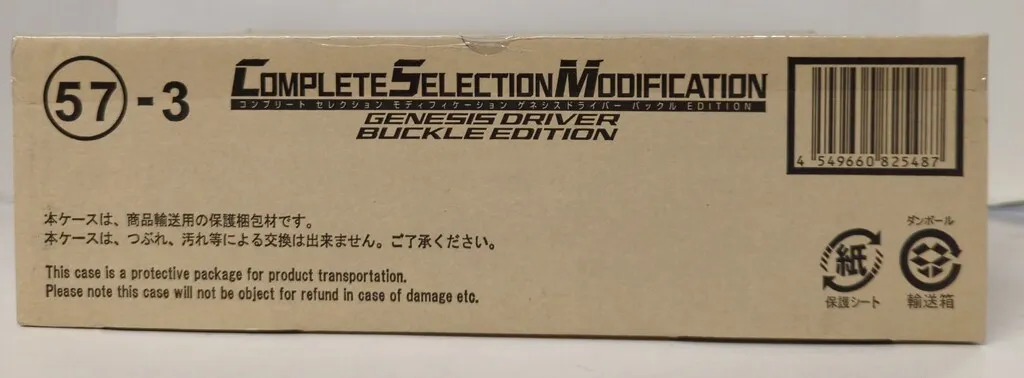 57-3
COMPLETE SELECTION MODIFICATION
コンプリート セレクション モディフィケーション ゲネシスドライバー バックル EDITION
GENESIS DRIVER
BUCKLE EDITION
4 549660 825487
本ケースは、商品輸送用の保護梱包材です。
本ケースは、つぶれ、汚れ等による交換は出来ません。ご了承ください。
This case is a protective package for product transportation.
Please note this case will not be object for refund in case of damage etc.
紙
保護シート
ダンボール
輸送箱